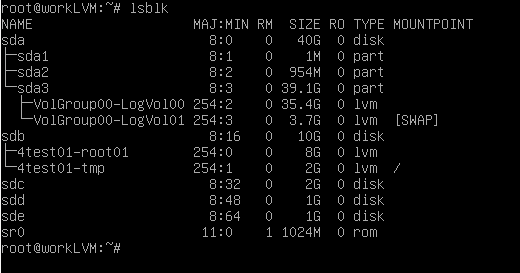 root@workLVM:~# lsblk
NAME                      MAJ:MIN RM  SIZE RO TYPE MOUNTPOINT
sda                         8:0    0   40G  0 disk
├─sda1                      8:1    0    1M  0 part
├─sda2                      8:2    0  954M  0 part
└─sda3                      8:3    0 39.1G  0 part
  ├─VolGroup00-LogVol00   254:2    0 35.4G  0 lvm
  └─VolGroup00-LogVol01   254:3    0  3.7G  0 lvm  [SWAP]
sdb                         8:16   0   10G  0 disk
├─4test01-root01          254:0    0    8G  0 lvm
└─4test01-tmp             254:1    0    2G  0 lvm  /
sdc                         8:32   0    2G  0 disk
sdd                         8:48   0    1G  0 disk
sde                         8:64   0    1G  0 disk
sr0                        11:0    1 1024M  0 rom
root@workLVM:~#